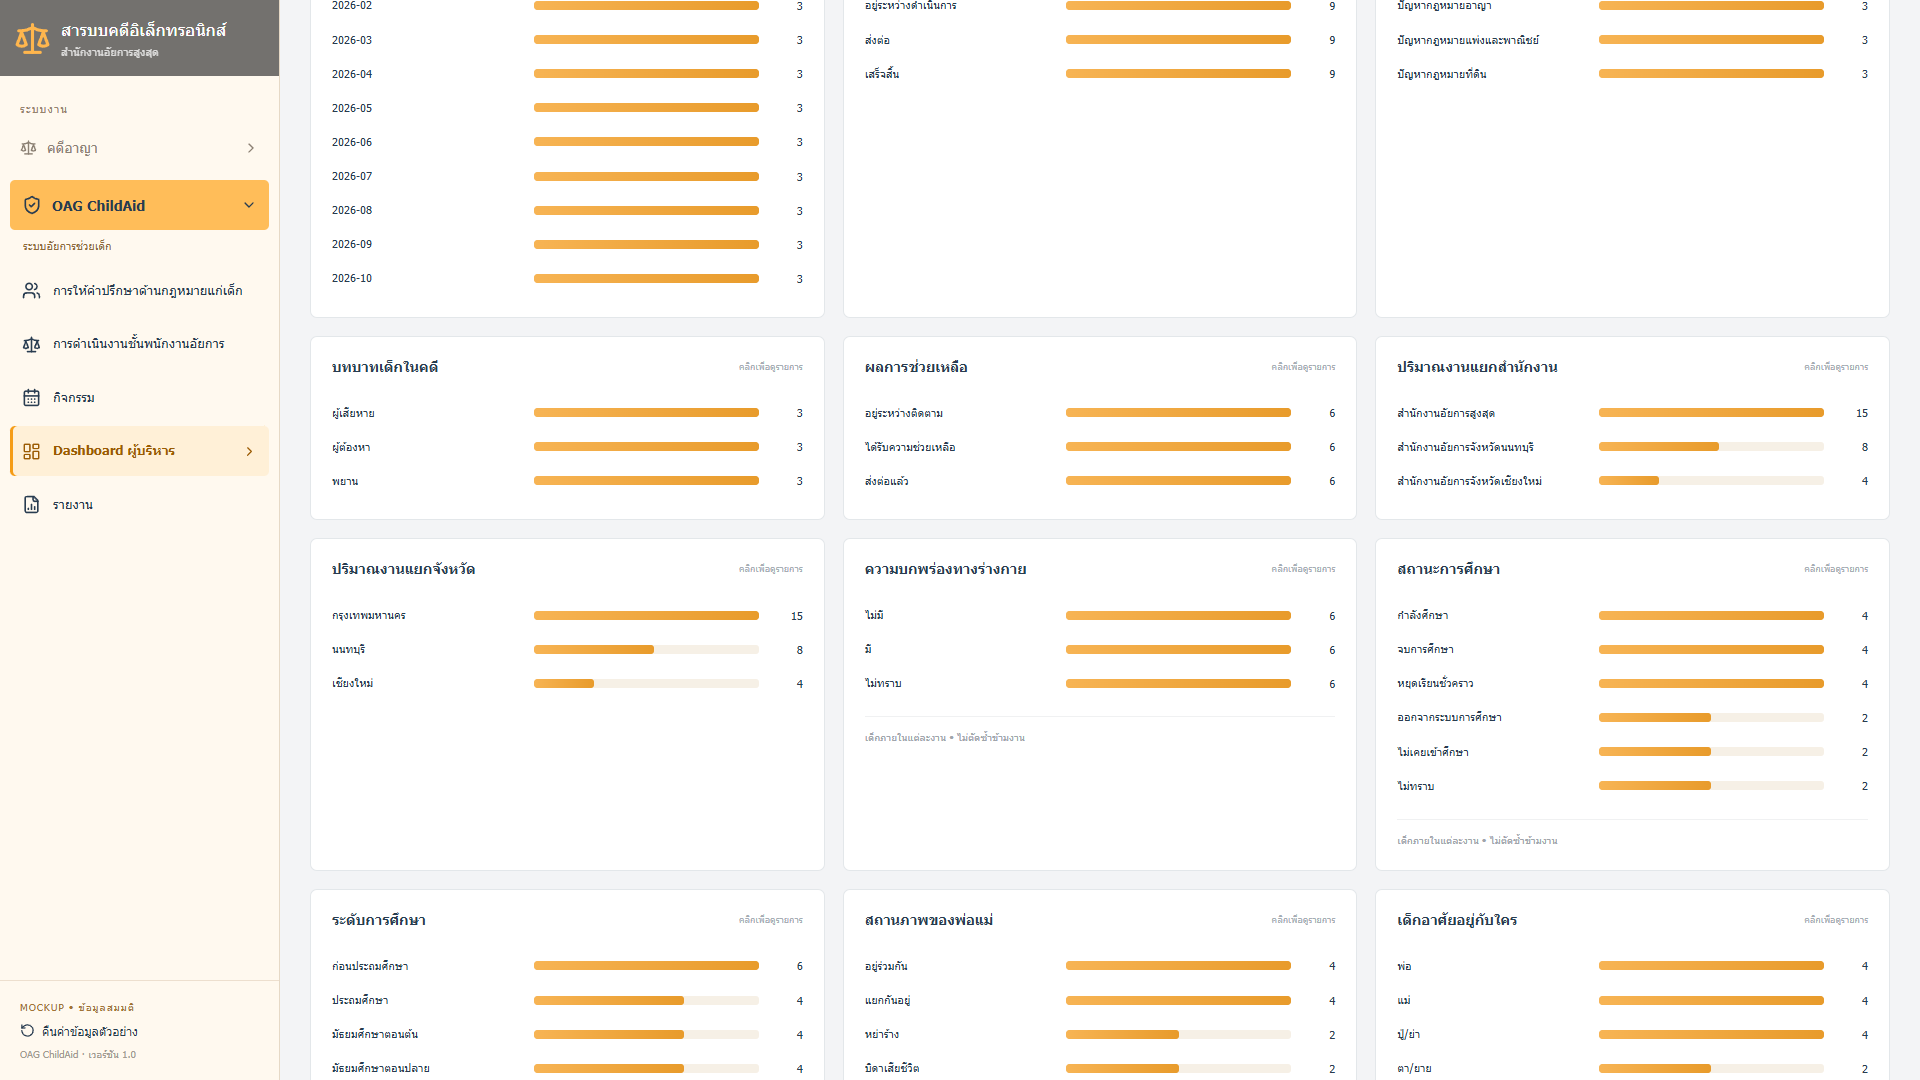 สารบบคดีอิเล็กทรอนิกส์
สำนักงานอัยการสูงสุด
ระบบงาน
คดีอาญา
OAG ChildAid
ระบบอัยการช่วยเด็ก
การให้คำปรึกษาด้านกฎหมายแก่เด็ก
การดำเนินงานชั้นพนักงานอัยการ
กิจกรรม
Dashboard ผู้บริหาร
รายงาน
MOCKUP • ข้อมูลสมมติ
คืนค่าข้อมูลตัวอย่าง
OAG ChildAid · เวอร์ชัน 1.0
2026-02 3
2026-03 3
2026-04 3
2026-05 3
2026-06 3
2026-07 3
2026-08 3
2026-09 3
2026-10 3
อยู่ระหว่างดำเนินการ 9
ส่งต่อ 9
เสร็จสิ้น 9
ปัญหากฎหมายอาญา 3
ปัญหากฎหมายแพ่งและพาณิชย์ 3
ปัญหากฎหมายที่ดิน 3
บทบาทเด็กในคดี คลิกเพื่อดูรายการ
ผู้เสียหาย 3
ผู้ต้องหา 3
พยาน 3
ผลการช่วยเหลือ คลิกเพื่อดูรายการ
อยู่ระหว่างติดตาม 6
ได้รับความช่วยเหลือ 6
ส่งต่อแล้ว 6
ปริมาณงานแยกสำนักงาน คลิกเพื่อดูรายการ
สำนักงานอัยการสูงสุด 15
สำนักงานอัยการจังหวัดนนทบุรี 8
สำนักงานอัยการจังหวัดเชียงใหม่ 4
ปริมาณงานแยกจังหวัด คลิกเพื่อดูรายการ
กรุงเทพมหานคร 15
นนทบุรี 8
เชียงใหม่ 4
ความบกพร่องทางร่างกาย คลิกเพื่อดูรายการ
ไม่มี 6
มี 6
ไม่ทราบ 6
เด็กภายในแต่ละงาน • ไม่ตัดซ้ำข้ามงาน
สถานะการศึกษา คลิกเพื่อดูรายการ
กำลังศึกษา 4
จบการศึกษา 4
หยุดเรียนชั่วคราว 4
ออกจากระบบการศึกษา 2
ไม่เคยเข้าศึกษา 2
ไม่ทราบ 2
เด็กภายในแต่ละงาน • ไม่ตัดซ้ำข้ามงาน
ระดับการศึกษา คลิกเพื่อดูรายการ
ก่อนประถมศึกษา 6
ประถมศึกษา 4
มัธยมศึกษาตอนต้น 4
มัธยมศึกษาตอนปลาย 4
สถานภาพของพ่อแม่ คลิกเพื่อดูรายการ
อยู่ร่วมกัน 4
แยกกันอยู่ 4
หย่าร้าง 2
บิดาเสียชีวิต 2
เด็กอาศัยอยู่กับใคร คลิกเพื่อดูรายการ
พ่อ 4
แม่ 4
ปู่/ย่า 4
ตา/ยาย 2